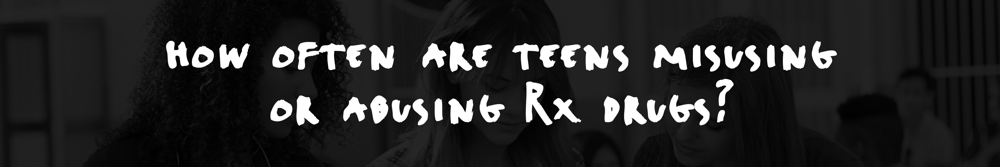 How often are teens misusing
or abusing Rx drugs?